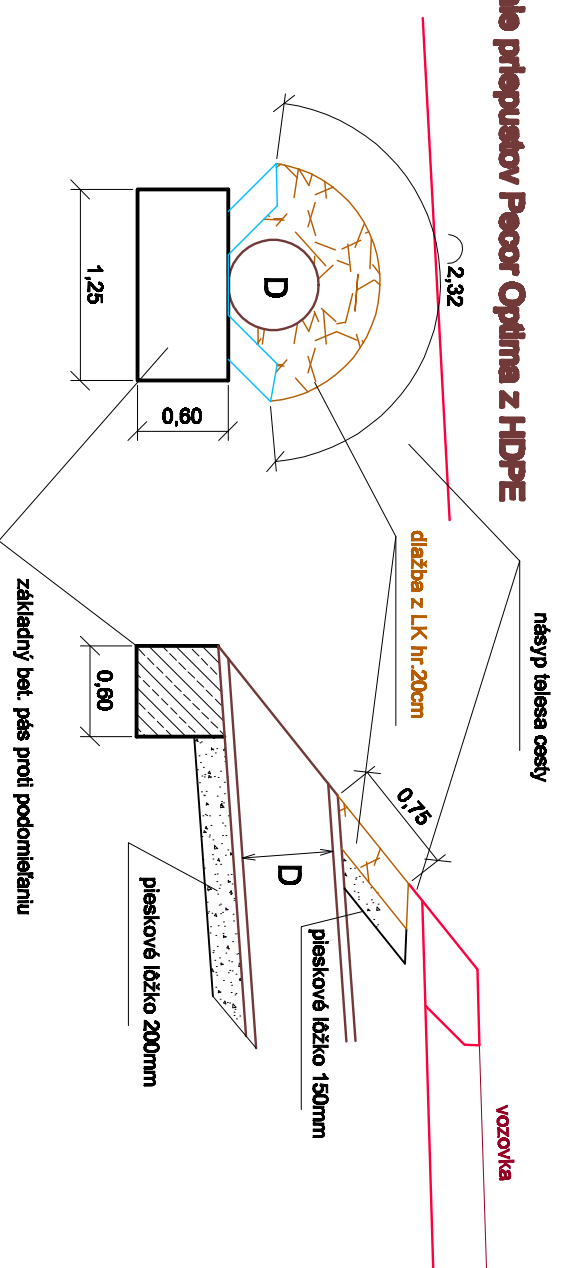 priepustov Pecor Optima z HDPE
násyp telesa cesty
vozovka
2,32
dlažba z LK hr.20cm
0,75
D
D
pieskové lôžko 150mm
0,60
1,25
0,60
pieskové lôžko 200mm
základný bet. pás proti podomieľaniu